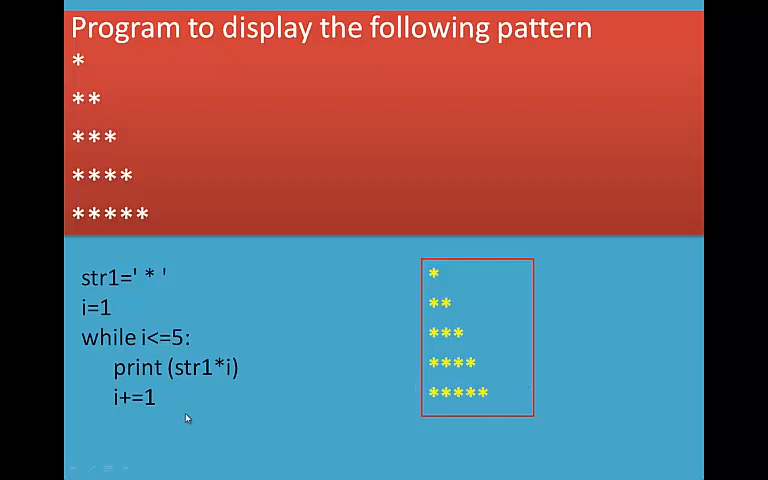 Program to display the following pattern
*
**
***
****
*****
str1=' * '
i=1
while i<=5:
print (str1*i)
i+=1
*
**
***
****
*****